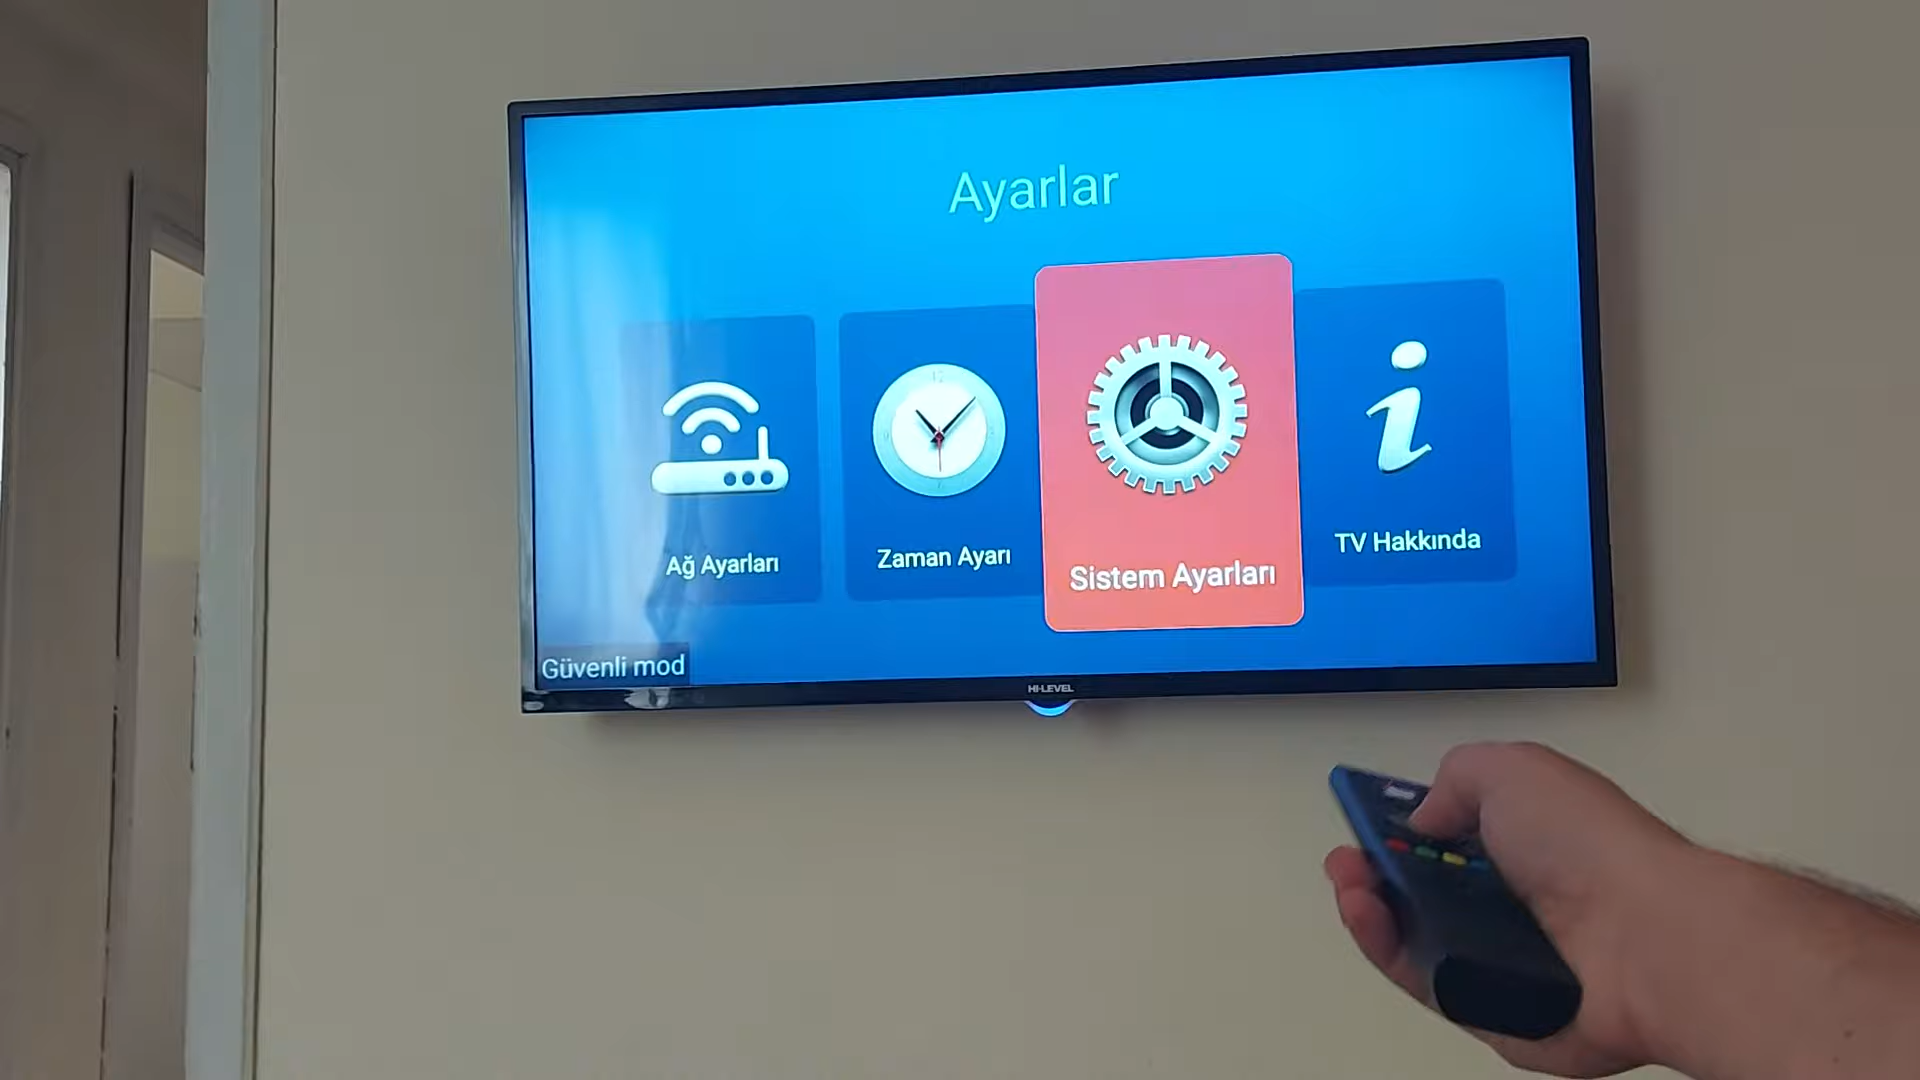 Ayarlar
Ağ Ayarları
Zaman Ayarı
Sistem Ayarları
TV Hakkında
Güvenli mod
HI-LEVEL